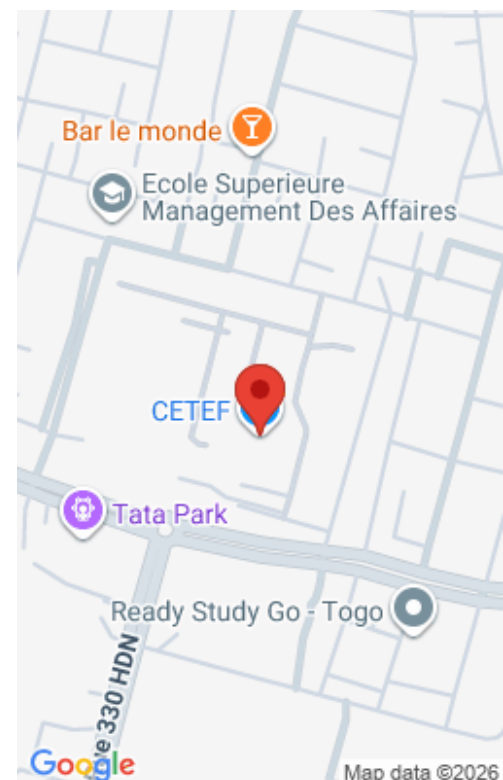 Bar le monde
Ecole Superieure
Management Des Affaires
CETEF
Tata Park
Ready Study Go - Togo
330 HDN
Google
Map data ©2026